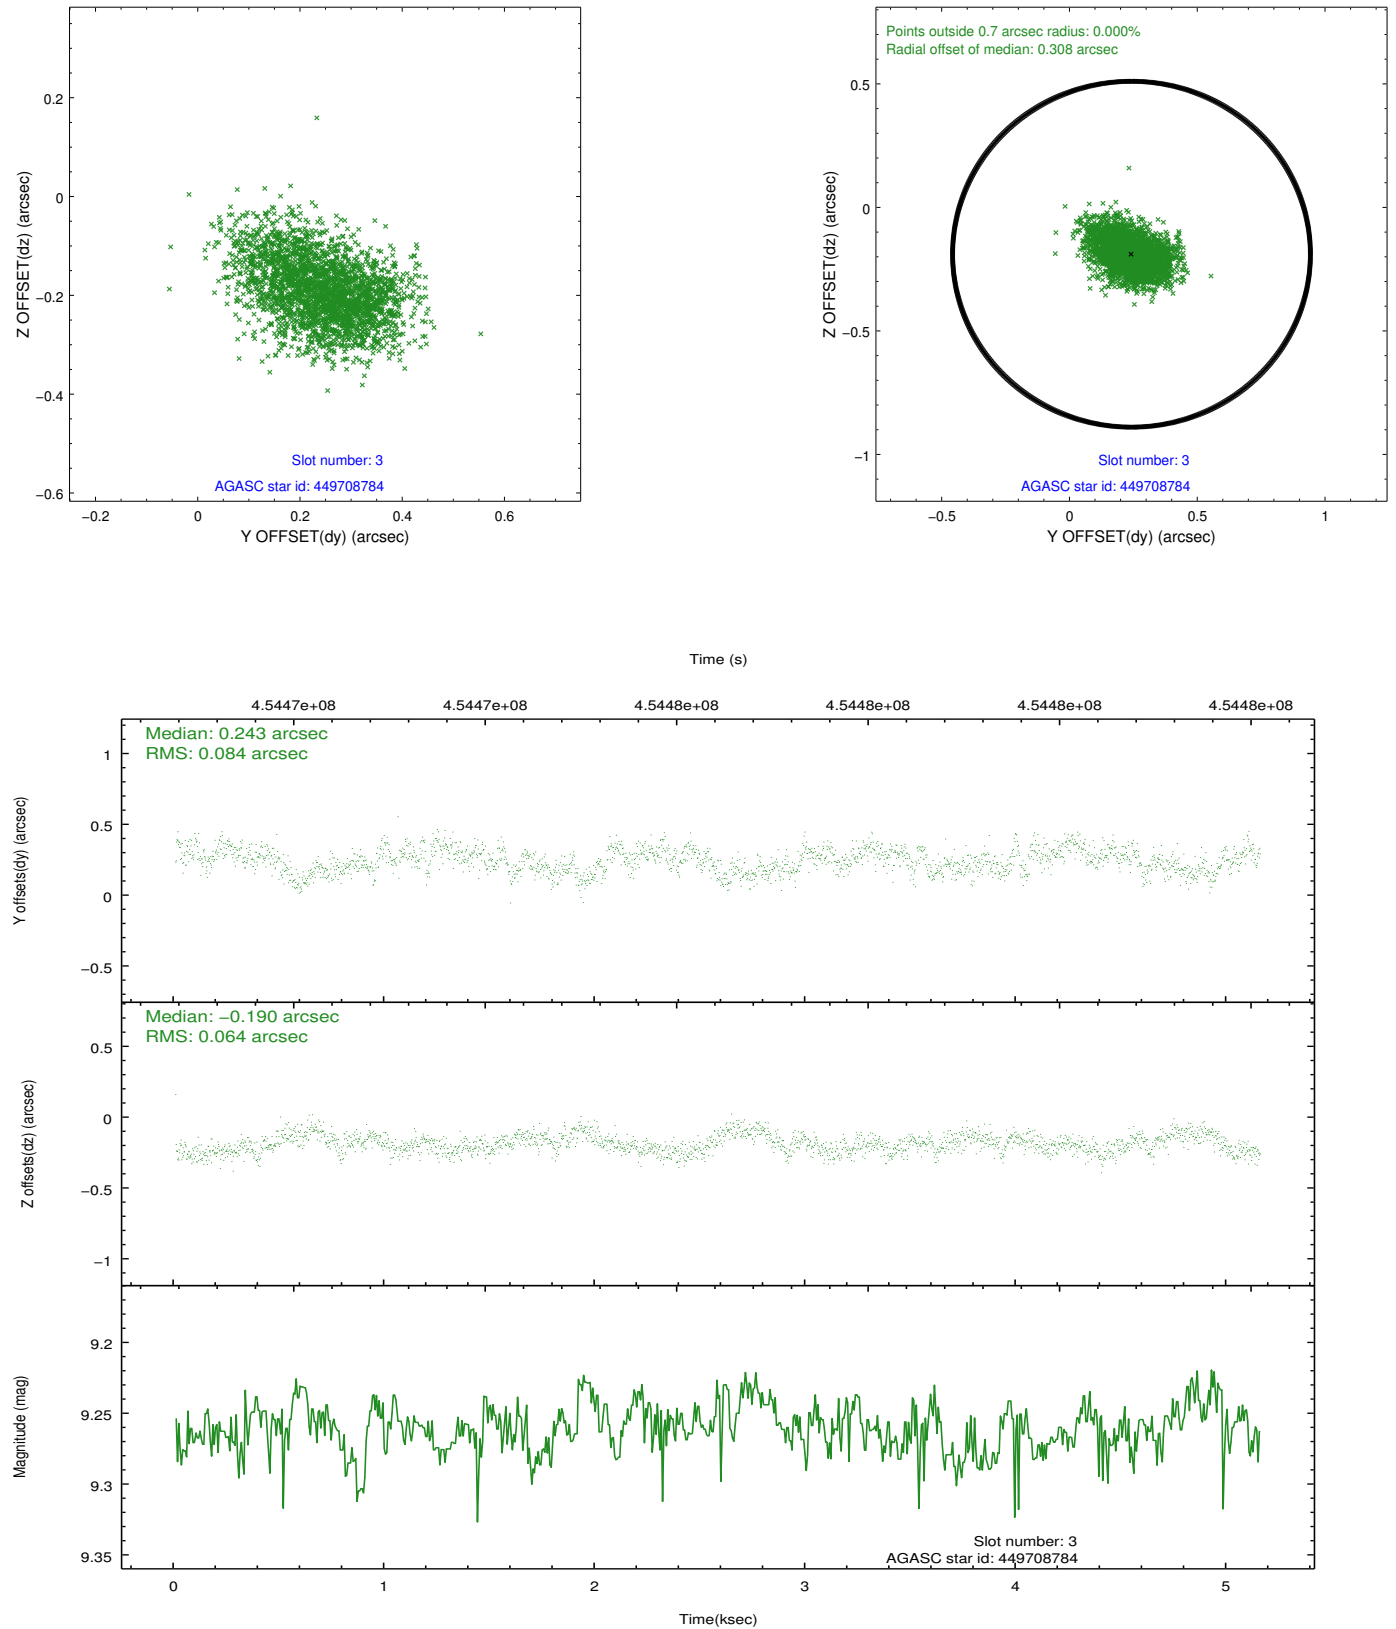 0.2
0
−0.2
−0.4
−0.6
Z OFFSET(dz) (arcsec)
Slot number: 3
AGASC star id: 449708784
−0.2 0 0.2 0.4 0.6
Y OFFSET(dy) (arcsec)
Points outside 0.7 arcsec radius: 0.000%
Radial offset of median: 0.308 arcsec
0.5
0
−0.5
−1
Z OFFSET(dz) (arcsec)
Slot number: 3
AGASC star id: 449708784
−0.5 0 0.5 1
Y OFFSET(dy) (arcsec)
Time (s)
4.5447e+08 4.5447e+08 4.5448e+08 4.5448e+08 4.5448e+08 4.5448e+08
Median: 0.243 arcsec
RMS: 0.084 arcsec
1
0.5
0
−0.5
Y offsets(dy) (arcsec)
Median: −0.190 arcsec
RMS: 0.064 arcsec
0.5
0
−0.5
−1
Z offsets(dz) (arcsec)
9.2
9.25
9.3
9.35
Magnitude (mag)
Slot number: 3
AGASC star id: 449708784
0 1 2 3 4 5
Time(ksec)